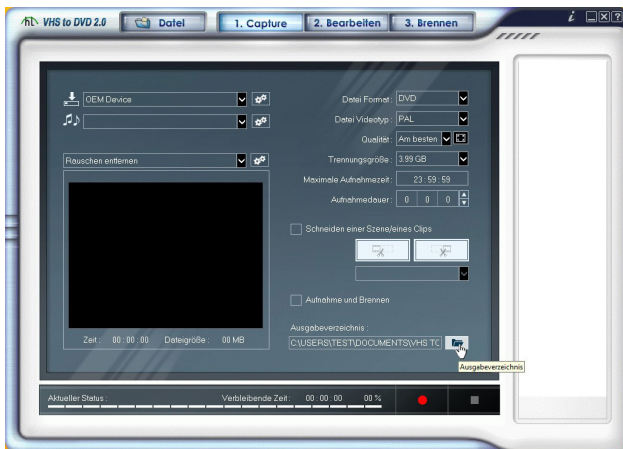 VHS to DVD 2.0 Datei 1. Capture 2. Bearbeiten 3. Brennen i ?
OEM Device
Rauschen entfernen
Zeit : 00 : 00 : 00 Dateigröße : 00 MB
Datei Format : DVD
Datei Videotyp : PAL
Qualität : Am besten
Trennungsgröße : 3.99 GB
Maximale Aufnahmezeit : 23 : 59 : 59
Aufnahmedauer : 0 0 0
Schneiden einer Szene/eines Clips
Aufnahme und Brennen
Ausgabeverzeichnis :
C:\USERS\TEST\DOCUMENTS\VHS TO
Ausgabeverzeichnis
Aktueller Status : Verbleibende Zeit : 00 : 00 : 00 00 %